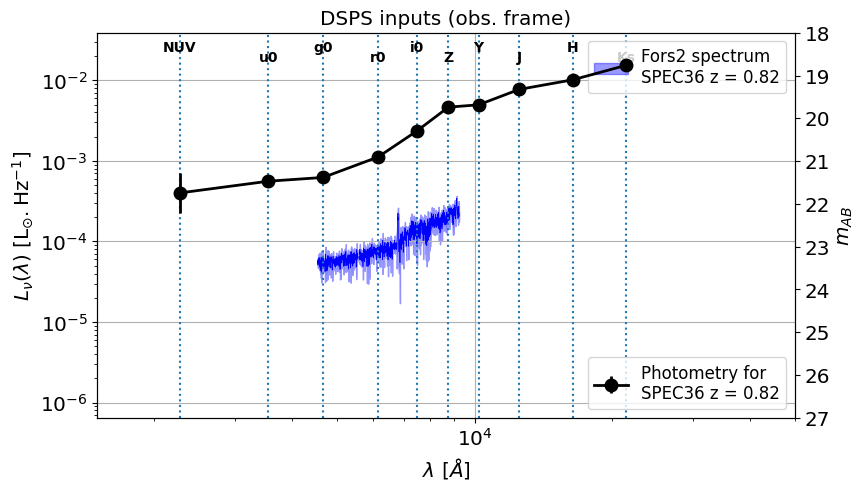 DSPS inputs (obs. frame)
NUV g0 i0 Y H
u0 r0 Z J Ks
Fors2 spectrum
SPEC36 z = 0.82
10⁻²
10⁻³
10⁻⁴
10⁻⁵
10⁻⁶
L_ν(λ) [L_⊙. Hz⁻¹]
18
19
20
21
22
23
24
25
26
27
m_AB
Photometry for
SPEC36 z = 0.82
10⁴
λ [Å]